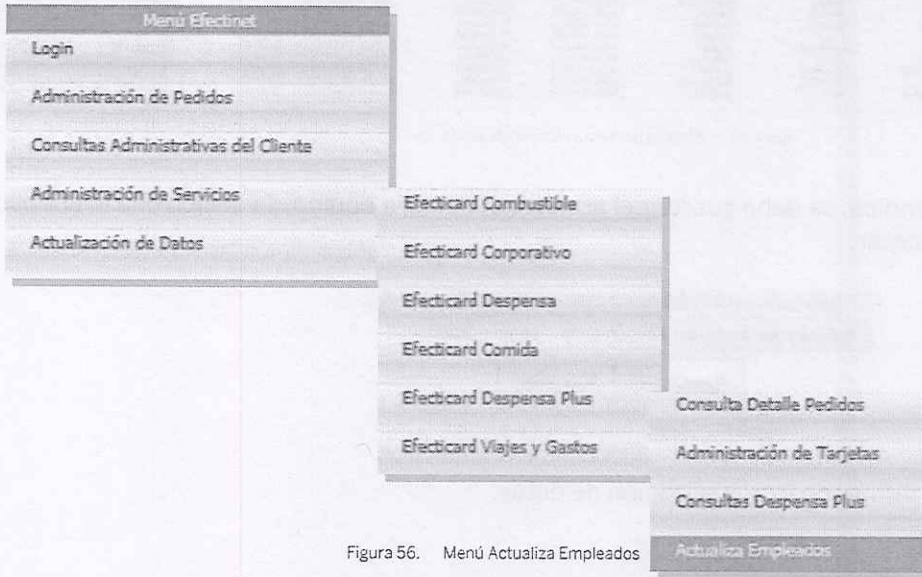 Menú Efectinet
Login
Administración de Pedidos
Consultas Administrativas del Cliente
Administración de Servicios
Actualización de Datos
Efecticard Combustible
Efecticard Corporativo
Efecticard Despensa
Efecticard Comida
Efecticard Despensa Plus
Efecticard Viajes y Gastos
Consulta Detalle Pedidos
Administración de Tarjetas
Consultas Despensa Plus
Actualiza Empleados
Figura 56. Menú Actualiza Empleados